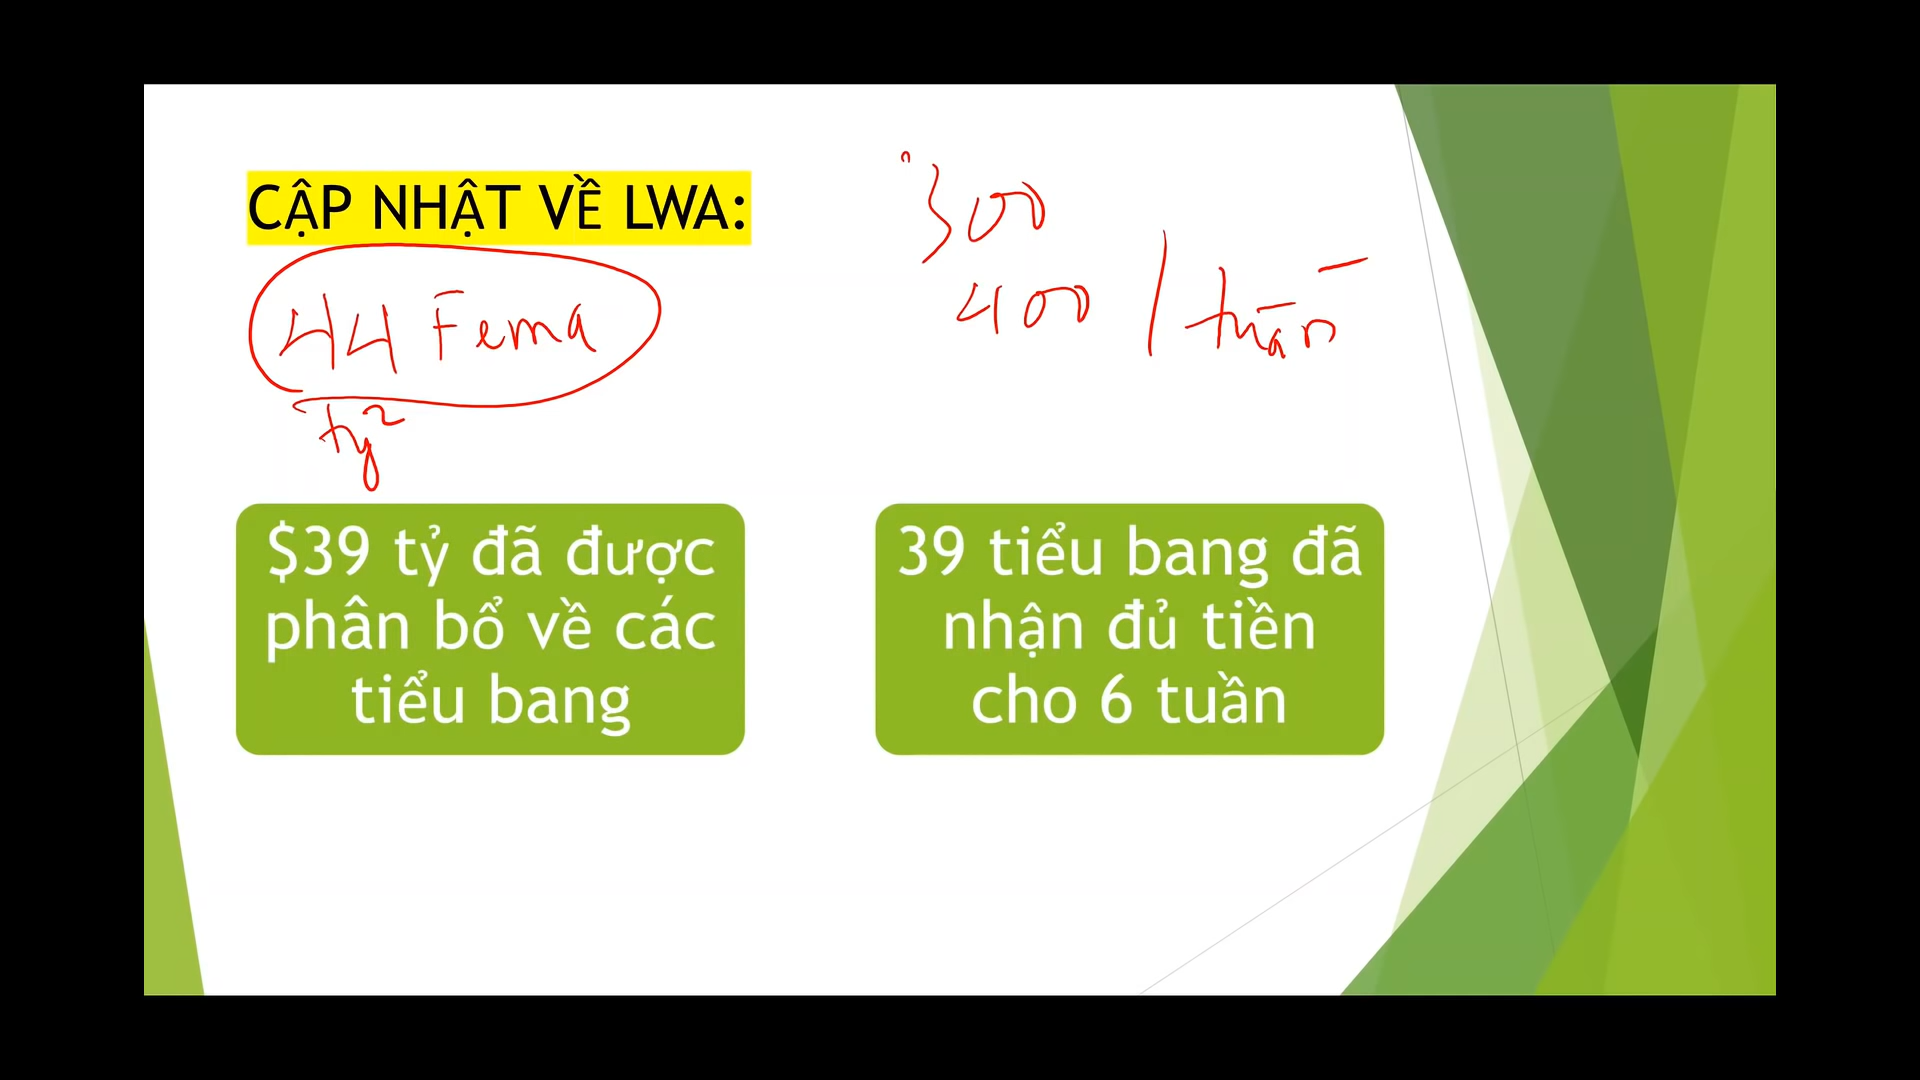 CẬP NHẬT VỀ LWA:
300
400 / tuần
44 Fema
tỷ
$39 tỷ đã được
phân bổ về các
tiểu bang
39 tiểu bang đã
nhận đủ tiền
cho 6 tuần